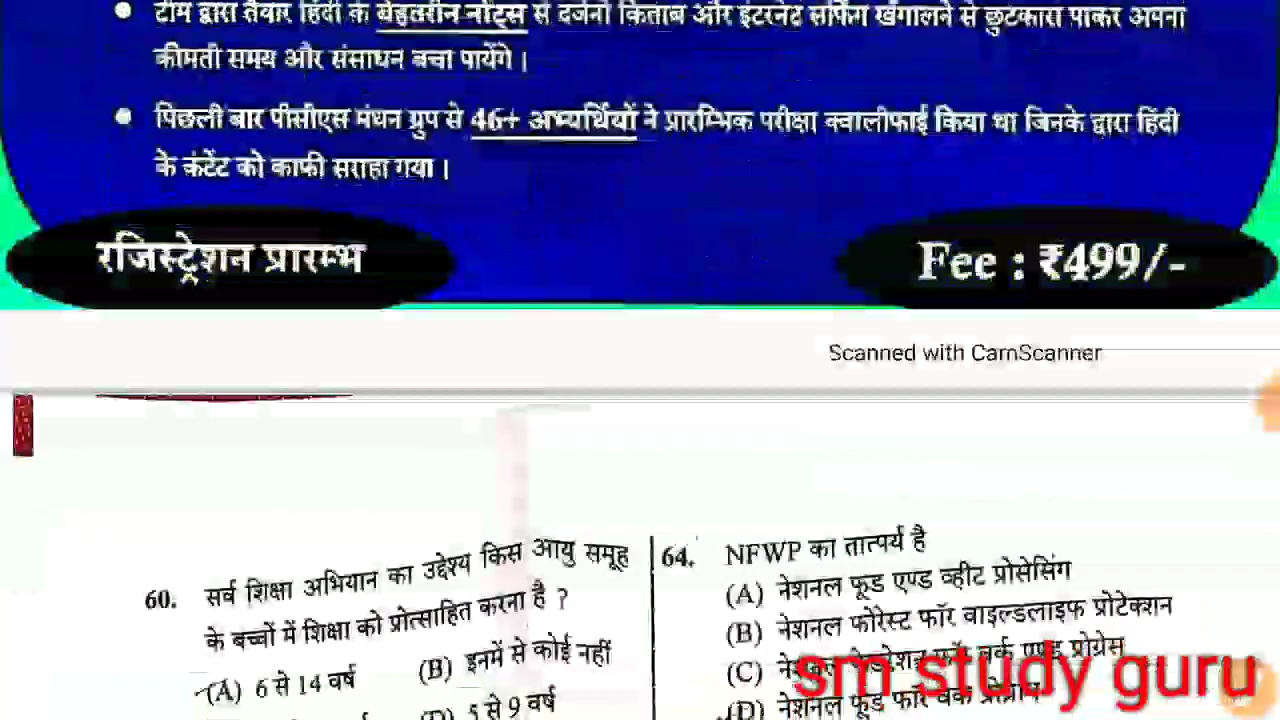 टीम द्वारा तैयार हिंदी के बेहतरीन नोट्स से दर्जनों किताब और इंटरनेट सर्फिंग खंगालने से छुटकारा पाकर अपना
कीमती समय और संसाधन बचा पायेंगे।
पिछली बार पीसीएस मंथन ग्रुप से 46+ अभ्यर्थियों ने प्रारम्भिक परीक्षा क्वालीफाई किया था जिनके द्वारा हिंदी
के कंटेंट को काफी सराहा गया।
रजिस्ट्रेशन प्रारम्भ
Fee : ₹499/-
Scanned with CamScanner
60. सर्व शिक्षा अभियान का उद्देश्य किस आयु समूह
के बच्चों में शिक्षा को प्रोत्साहित करना है ?
(A) 6 से 14 वर्ष (B) इनमें से कोई नहीं
(D) 5 से 9 वर्ष
64. NFWP का तात्पर्य है
(A) नेशनल फूड एण्ड व्हीट प्रोसेसिंग
(B) नेशनल फोरेस्ट फॉर वाइल्डलाइफ प्रोटेक्शन
(C) वर्क एण्ड प्रोग्रेस
(D) नेशनल फूड फॉर वर्क प्रोग्राम
sm study guru